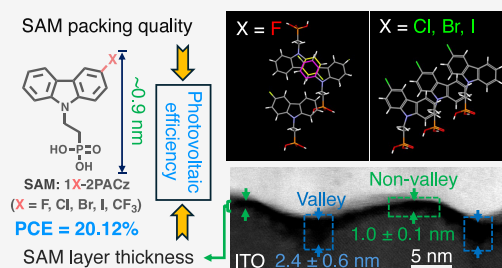 SAM packing quality
X
N
~0.9 nm
O
HO-P
OH
SAM: 1X-2PACz
(X = F, Cl, Br, I, CF₃)
PCE = 20.12%
SAM layer thickness
Photovoltaic
efficiency
X = F
X = Cl, Br, I
Valley
Non-valley
1.0 ± 0.1 nm
ITO
2.4 ± 0.6 nm
5 nm